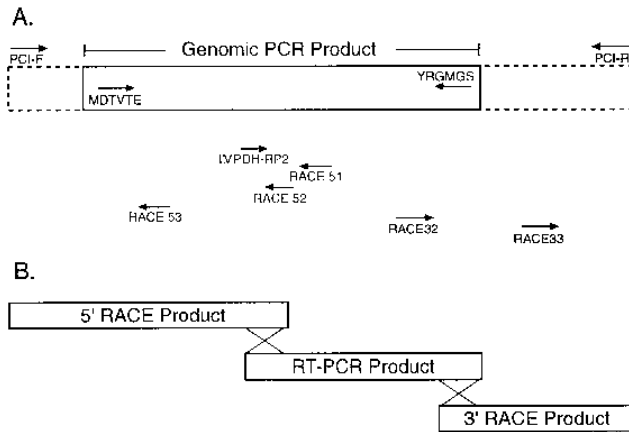 A.
Genomic PCR Product
PCI-F
PCI-R
MDTVTE
YRGMGS
LVPDH-RP2
RACE 51
RACE 52
RACE 53
RACE32
RACE33
B.
5' RACE Product
RT-PCR Product
3' RACE Product